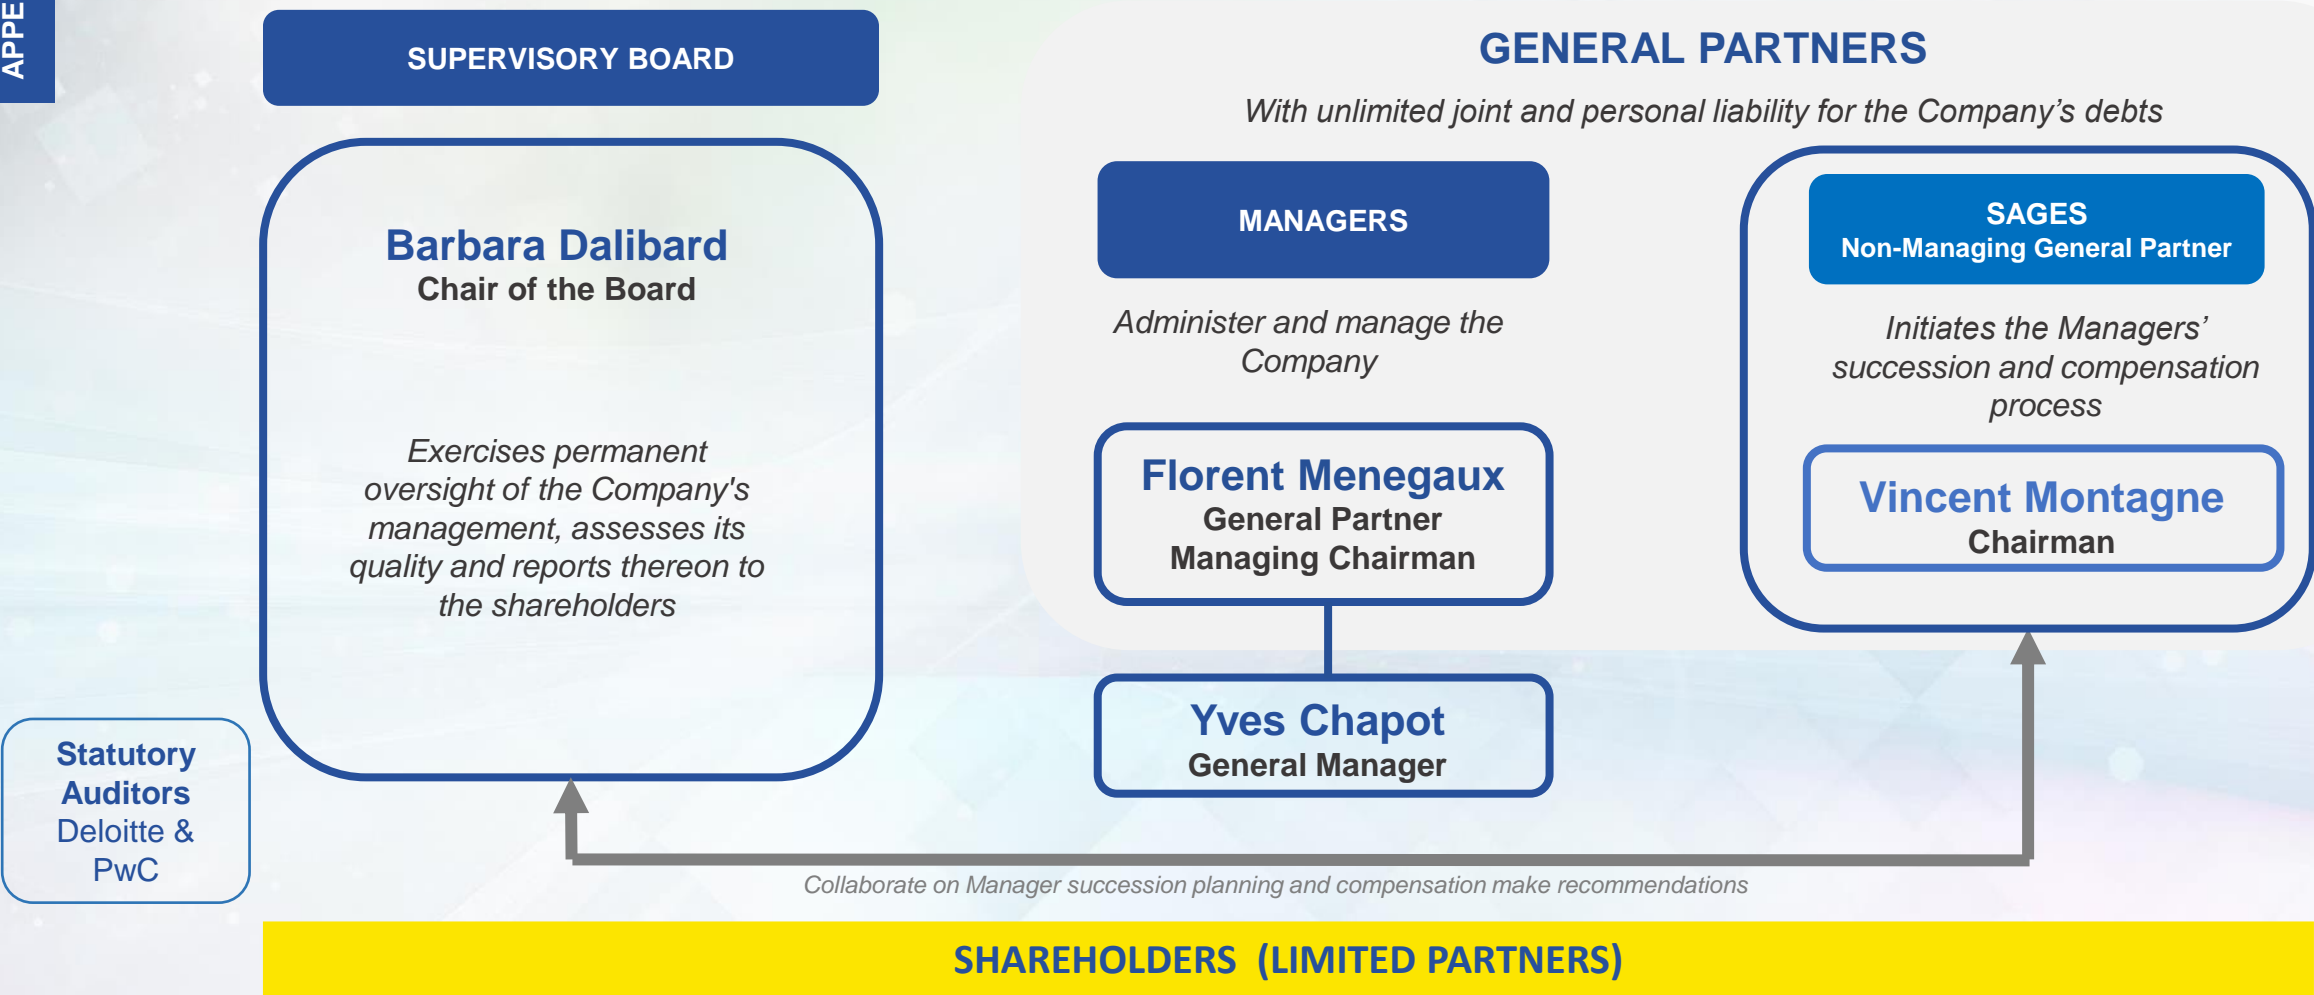 APPE
SUPERVISORY BOARD
Barbara Dalibard
Chair of the Board
Exercises permanent
oversight of the Company's
management, assesses its
quality and reports thereon to
the shareholders
GENERAL PARTNERS
With unlimited joint and personal liability for the Company’s debts
MANAGERS
Administer and manage the
Company
Florent Menegaux
General Partner
Managing Chairman
Yves Chapot
General Manager
SAGES
Non-Managing General Partner
Initiates the Managers’
succession and compensation
process
Vincent Montagne
Chairman
Statutory
Auditors
Deloitte &
PwC
Collaborate on Manager succession planning and compensation make recommendations
SHAREHOLDERS (LIMITED PARTNERS)